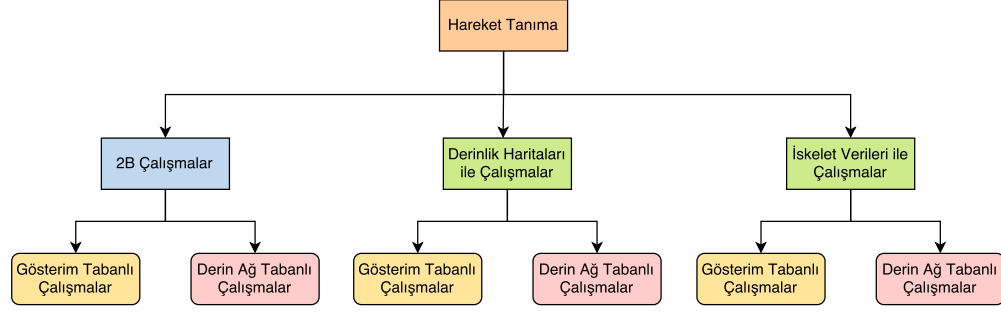 Hareket Tanıma
2B Çalışmalar
Derinlik Haritaları
ile Çalışmalar
İskelet Verileri ile
Çalışmalar
Gösterim Tabanlı
Çalışmalar
Derin Ağ Tabanlı
Çalışmalar
Gösterim Tabanlı
Çalışmalar
Derin Ağ Tabanlı
Çalışmalar
Gösterim Tabanlı
Çalışmalar
Derin Ağ Tabanlı
Çalışmalar